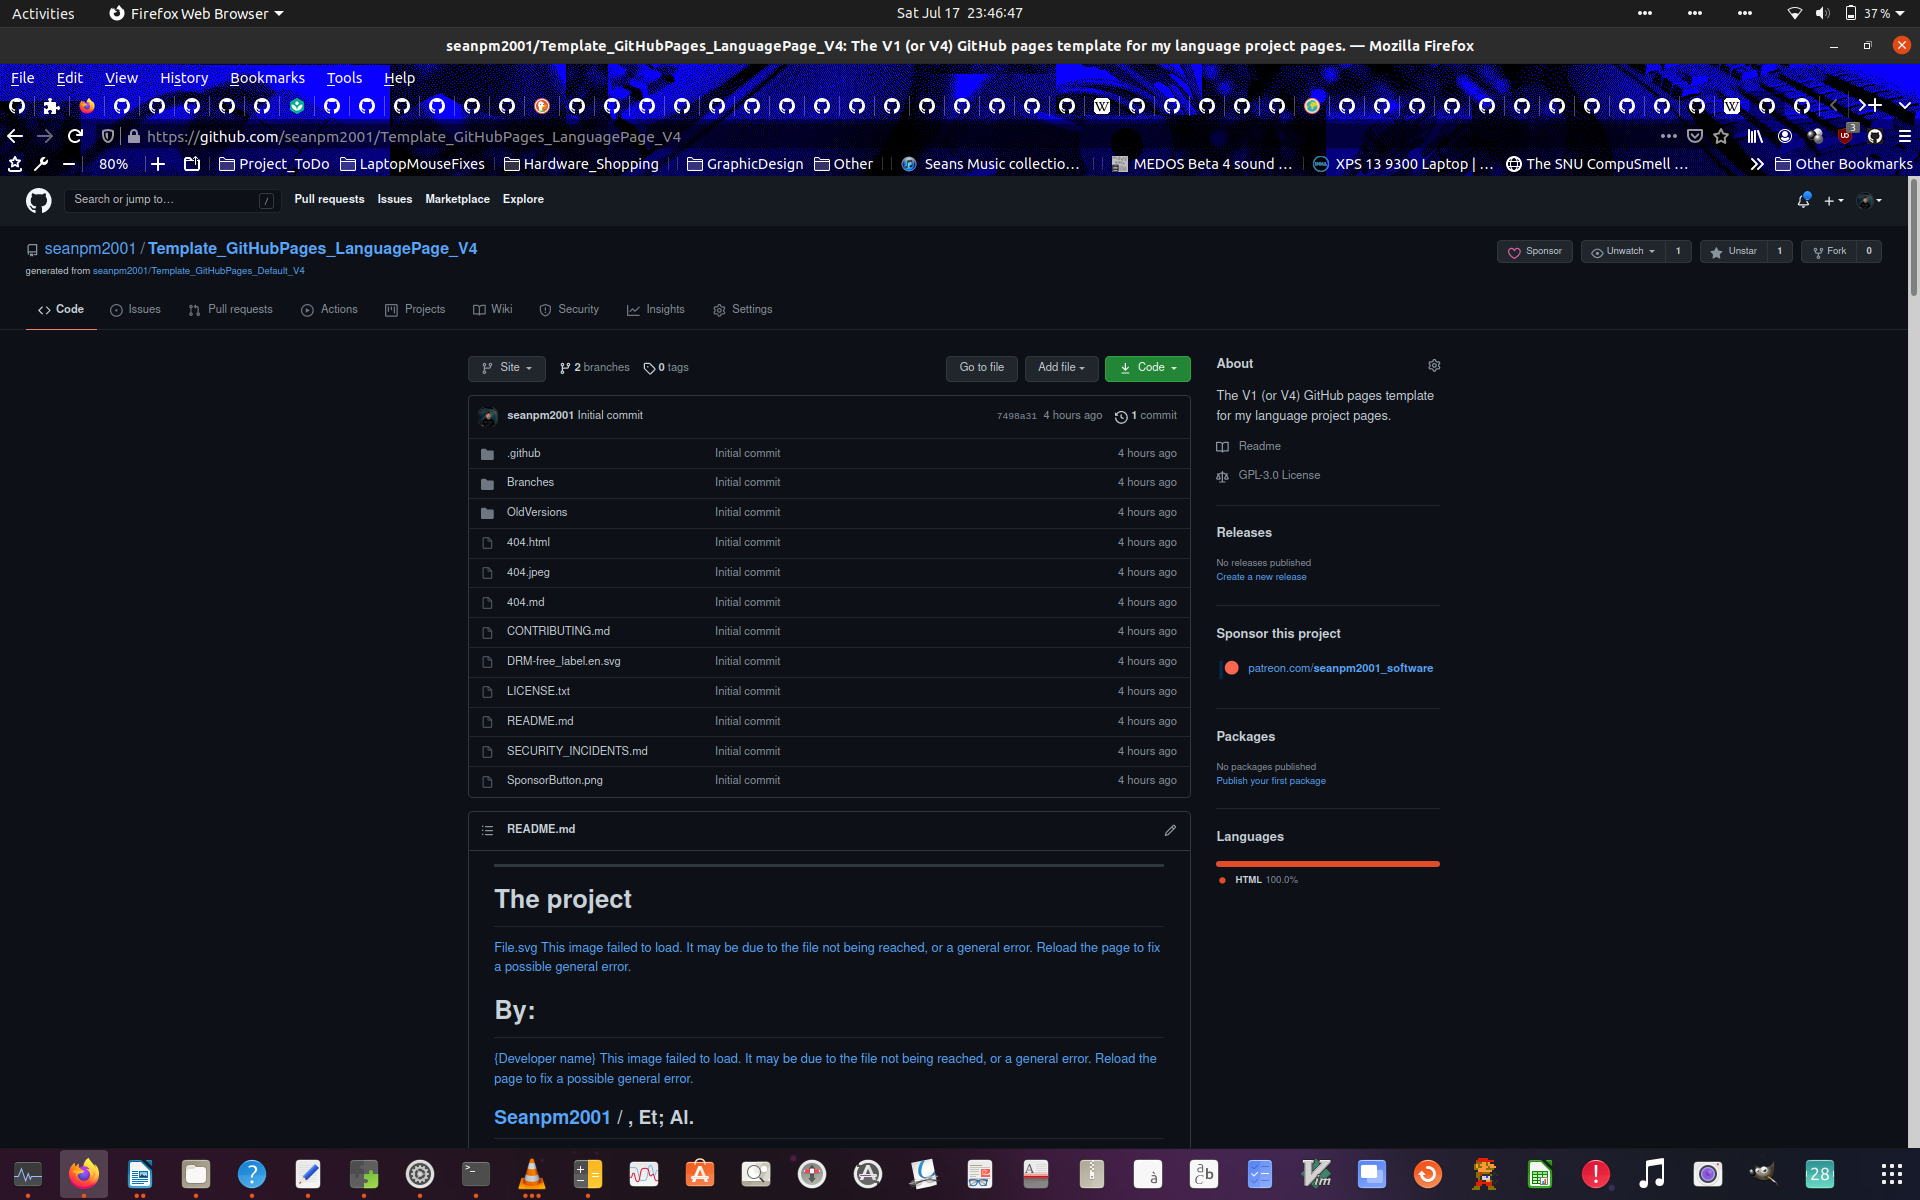 Activities Firefox Web Browser Sat Jul 17 23:46:47 37 %
seanpm2001/Template_GitHubPages_LanguagePage_V4: The V1 (or V4) GitHub pages template for my language project pages. — Mozilla Firefox
File Edit View History Bookmarks Tools Help
https://github.com/seanpm2001/Template_GitHubPages_LanguagePage_V4 3
80% Project_ToDo LaptopMouseFixes Hardware_Shopping GraphicDesign Other Seans Music collectio… MEDOS Beta 4 sound … XPS 13 9300 Laptop | … The SNU CompuSmell … Other Bookmarks
Search or jump to… / Pull requests Issues Marketplace Explore
seanpm2001 / Template_GitHubPages_LanguagePage_V4 Sponsor Unwatch 1 Unstar 1 Fork 0
generated from seanpm2001/Template_GitHubPages_Default_V4
Code Issues Pull requests Actions Projects Wiki Security Insights Settings
Site 2 branches 0 tags Go to file Add file Code
seanpm2001 Initial commit 7498a31 4 hours ago 1 commit
.github Initial commit 4 hours ago
Branches Initial commit 4 hours ago
OldVersions Initial commit 4 hours ago
404.html Initial commit 4 hours ago
404.jpeg Initial commit 4 hours ago
404.md Initial commit 4 hours ago
CONTRIBUTING.md Initial commit 4 hours ago
DRM-free_label.en.svg Initial commit 4 hours ago
LICENSE.txt Initial commit 4 hours ago
README.md Initial commit 4 hours ago
SECURITY_INCIDENTS.md Initial commit 4 hours ago
SponsorButton.png Initial commit 4 hours ago
README.md
The project
File.svg This image failed to load. It may be due to the file not being reached, or a general error. Reload the page to fix
a possible general error.
By:
{Developer name} This image failed to load. It may be due to the file not being reached, or a general error. Reload the
page to fix a possible general error.
Seanpm2001 / , Et; Al.
About
The V1 (or V4) GitHub pages template
for my language project pages.
Readme
GPL-3.0 License
Releases
No releases published
Create a new release
Sponsor this project
patreon.com/seanpm2001_software
Packages
No packages published
Publish your first package
Languages
HTML 100.0%
28